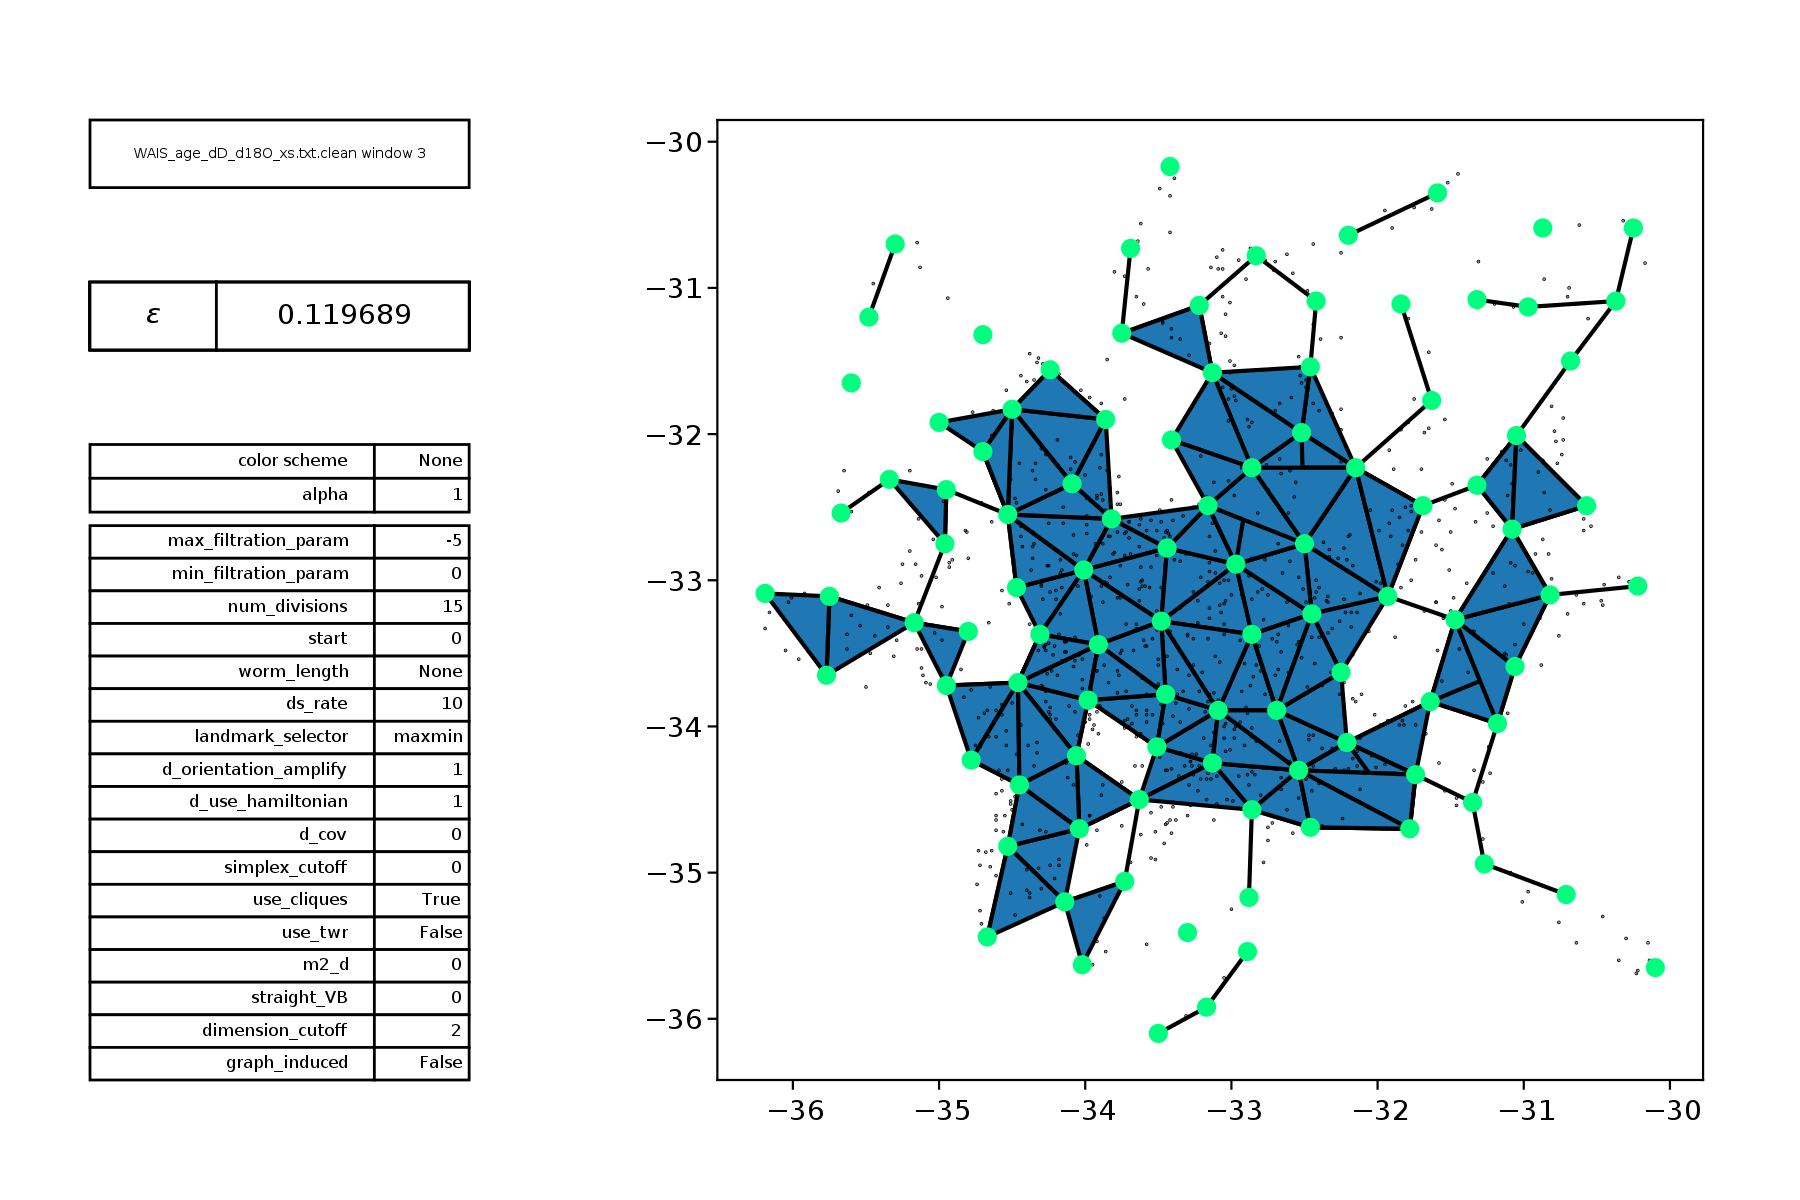 WAIS_age_dD_d18O_xs.txt.clean window 3
ε 0.119689
color scheme None
alpha 1
max_filtration_param -5
min_filtration_param 0
num_divisions 15
start 0
worm_length None
ds_rate 10
landmark_selector maxmin
d_orientation_amplify 1
d_use_hamiltonian 1
d_cov 0
simplex_cutoff 0
use_cliques True
use_twr False
m2_d 0
straight_VB 0
dimension_cutoff 2
graph_induced False
−30
−31
−32
−33
−34
−35
−36
−36 −35 −34 −33 −32 −31 −30